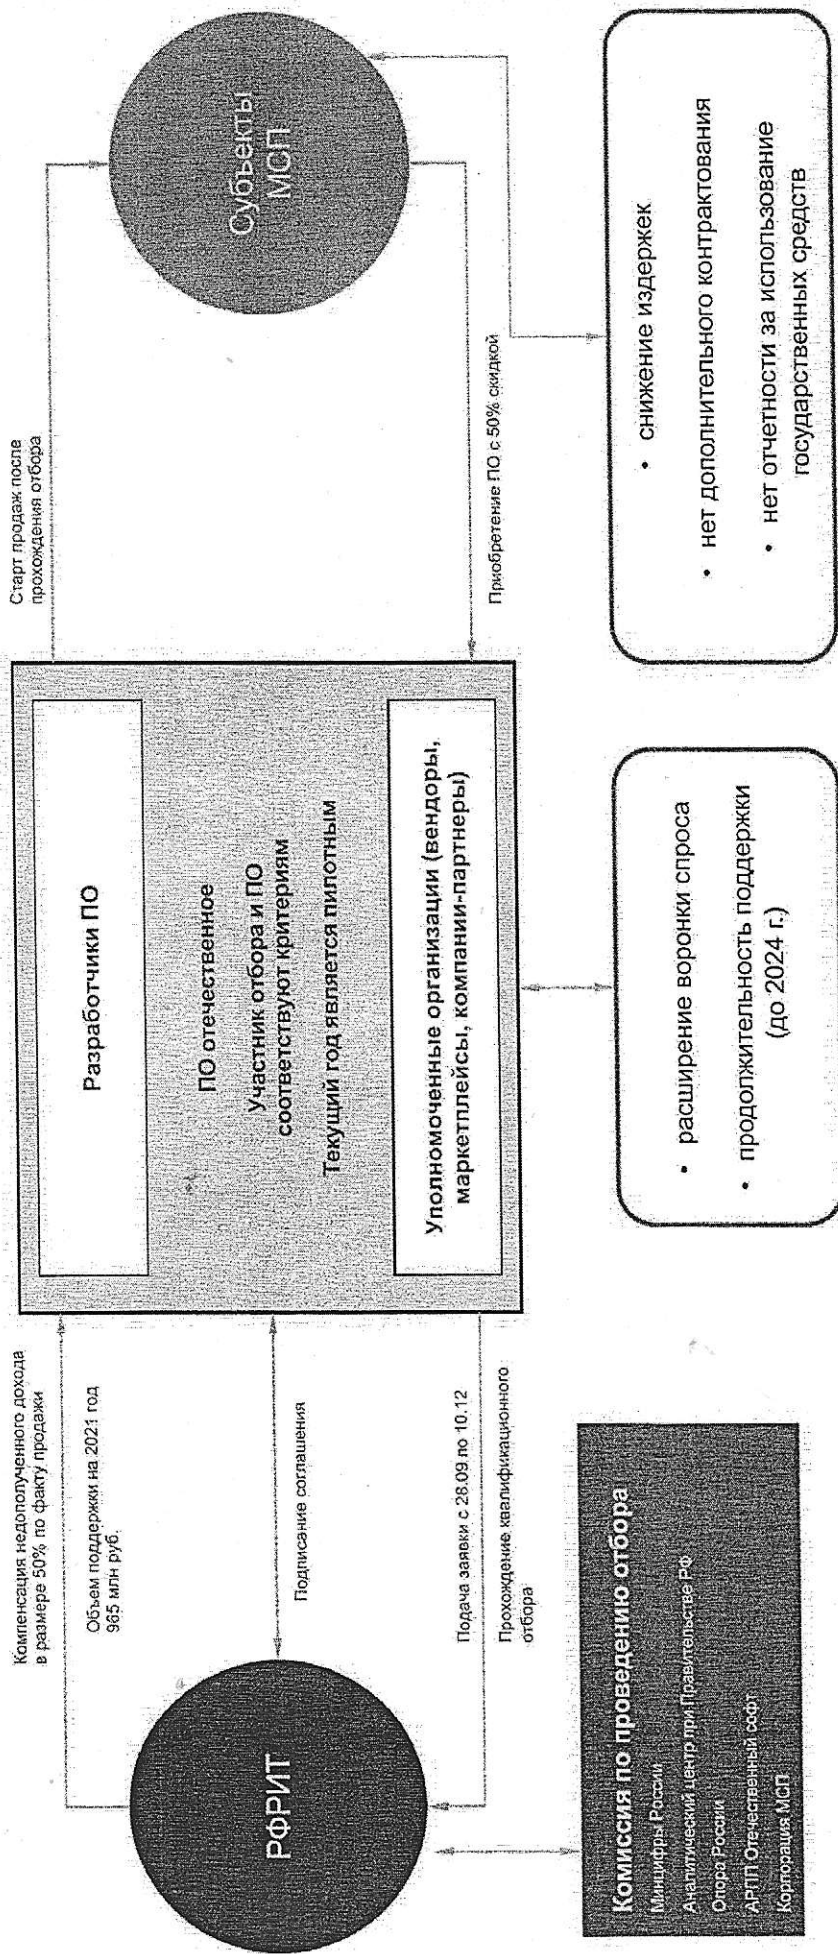 Компенсация недополученного дохода
в размере 50% по факту продажи
Объем поддержки на 2021 год
965 млн руб.
РФРИТ
Подписание соглашения
Подача заявки с 28.09 по 10.12
Прохождение квалификационного
отбора
Комиссия по проведению отбора
Минцифры России
Аналитический центр при Правительстве РФ
Опора России
АРПП Отечественный софт
Корпорация МСП
Разработчики ПО
ПО отечественное
Участник отбора и ПО
соответствуют критериям
Текущий год является пилотным
Уполномоченные организации (вендоры,
маркетплейсы, компании-партнеры)
• расширение воронки спроса
• продолжительность поддержки
(до 2024 г.)
Старт продаж после
прохождения отбора
Субъекты
МСП
Приобретение ПО с 50% скидкой
• снижение издержек
• нет дополнительного контрактования
• нет отчетности за использование
государственных средств